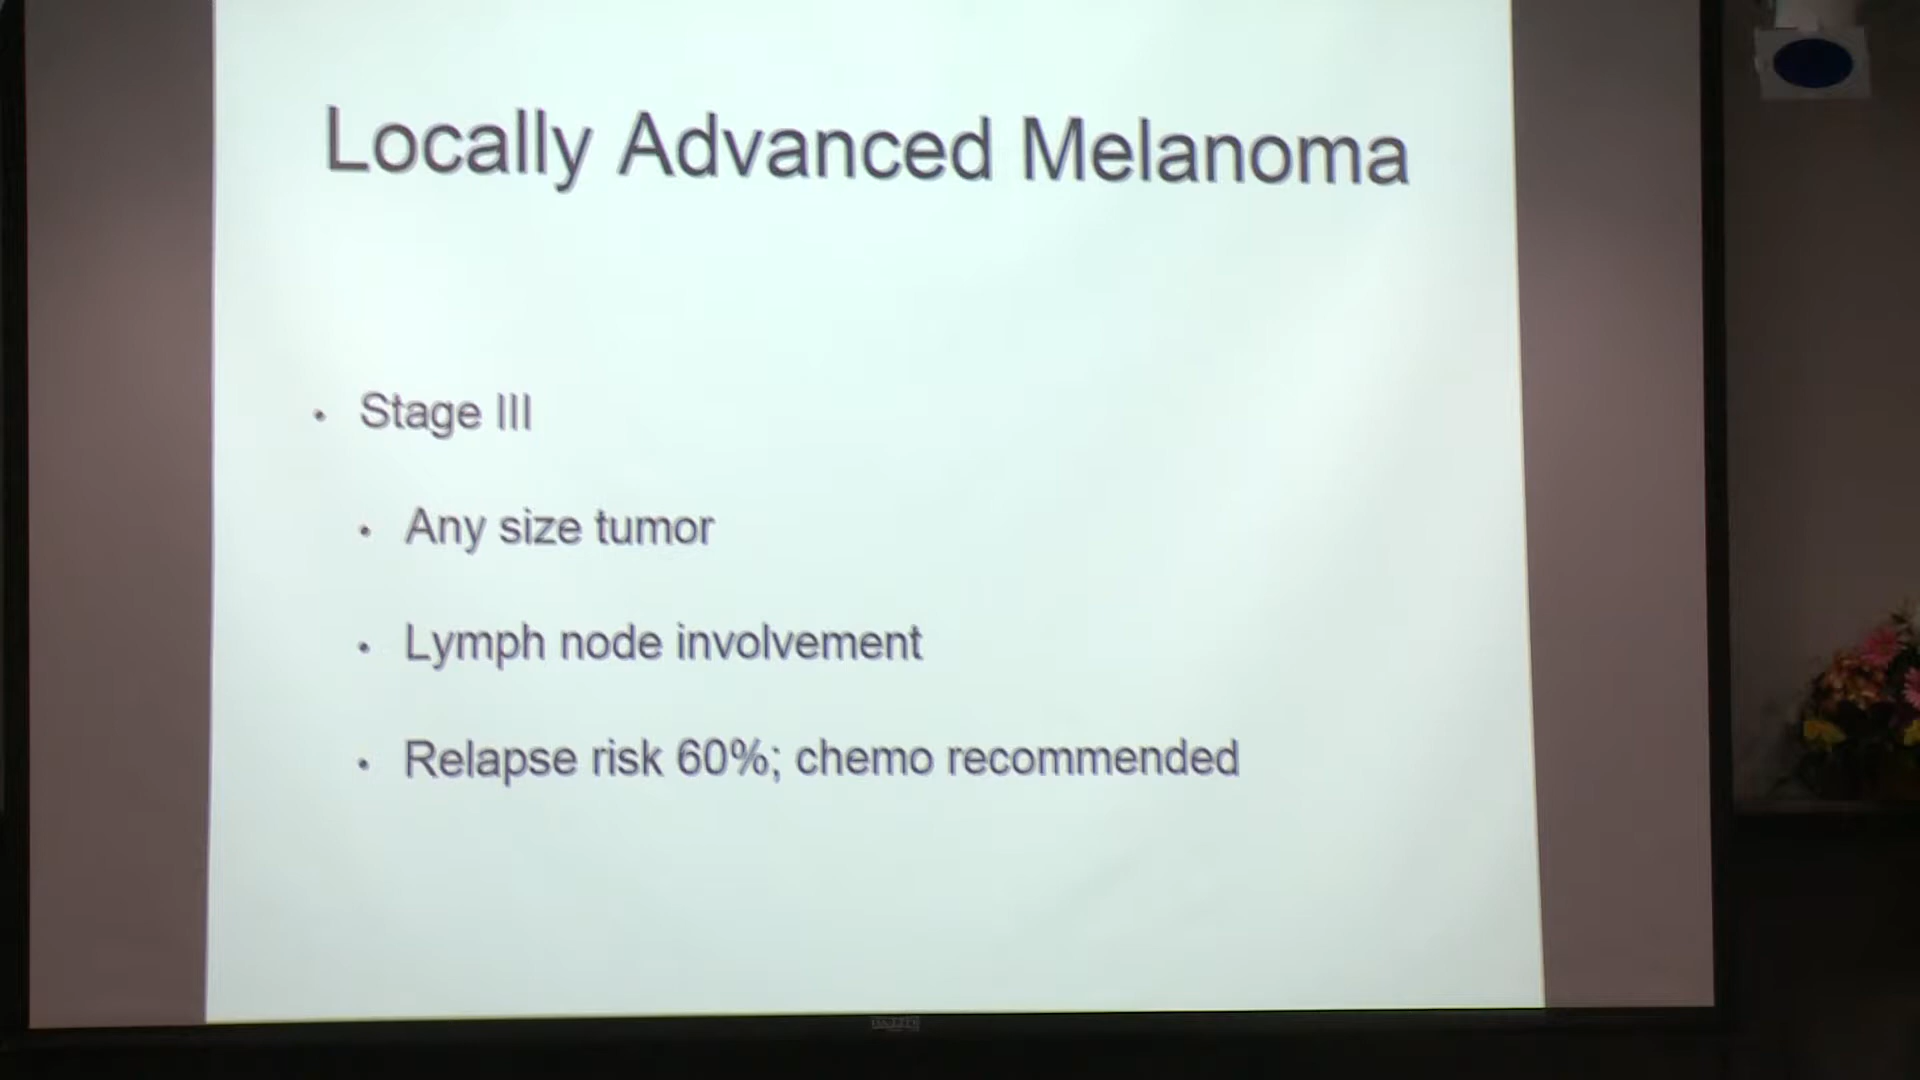 Locally Advanced Melanoma
• Stage III
• Any size tumor
• Lymph node involvement
• Relapse risk 60%; chemo recommended